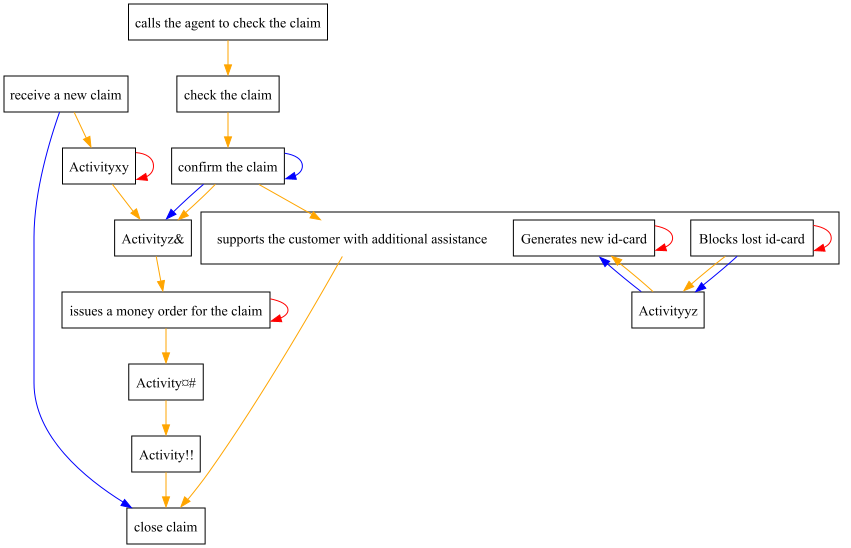 calls the agent to check the claim
receive a new claim
check the claim
Activityxy
confirm the claim
Activityz&
supports the customer with additional assistance
Generates new id-card
Blocks lost id-card
issues a money order for the claim
Activityyz
Activity¤#
Activity!!
close claim